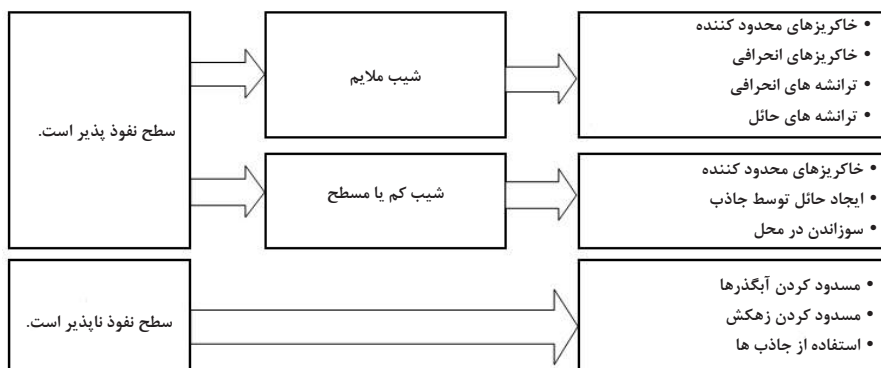 سطح نفوذ پذیر است.
شیب ملایم
• خاکریزهای محدود کننده
• خاکریزهای انحرافی
• ترانشه های انحرافی
• ترانشه های حائل
شیب کم یا مسطح
• خاکریزهای محدود کننده
• ایجاد حائل توسط جاذب
• سوزاندن در محل
سطح نفوذ ناپذیر است.
• مسدود کردن آبگذرها
• مسدود کردن زهکش
• استفاده از جاذب ها